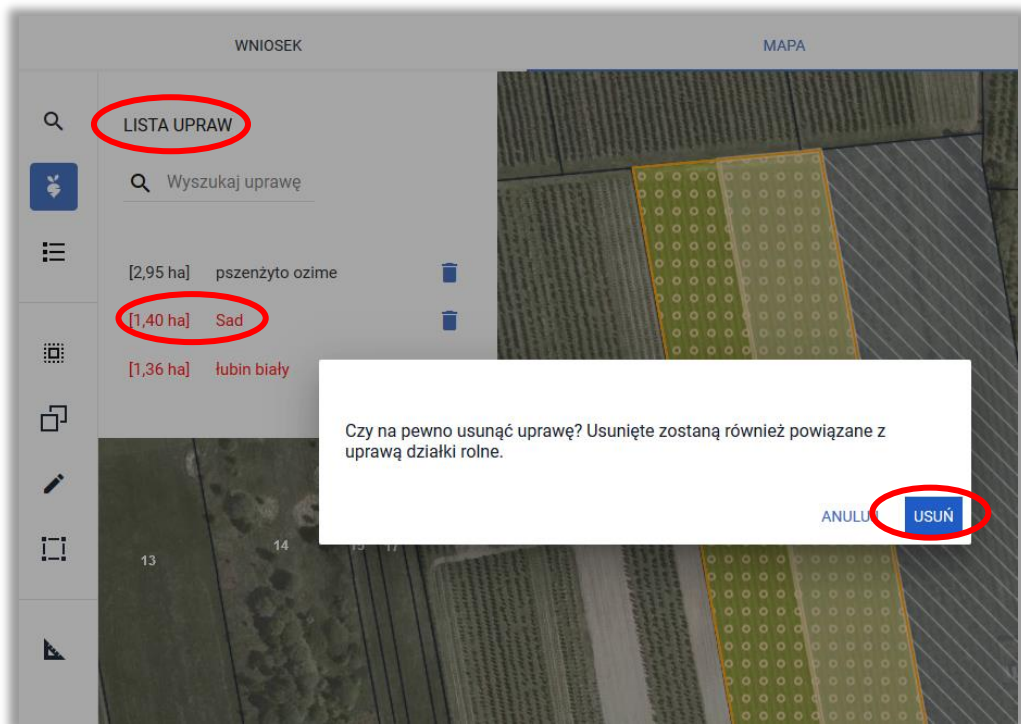 WNIOSEK
MAPA
LISTA UPRAW
Wyszukaj uprawę
[2,95 ha] pszenżyto ozime
[1,40 ha] Sad
[1,36 ha] łubin biały
Czy na pewno usunąć uprawę? Usunięte zostaną również powiązane z
uprawą działki rolne.
ANULUJ USUŃ
13
14
17